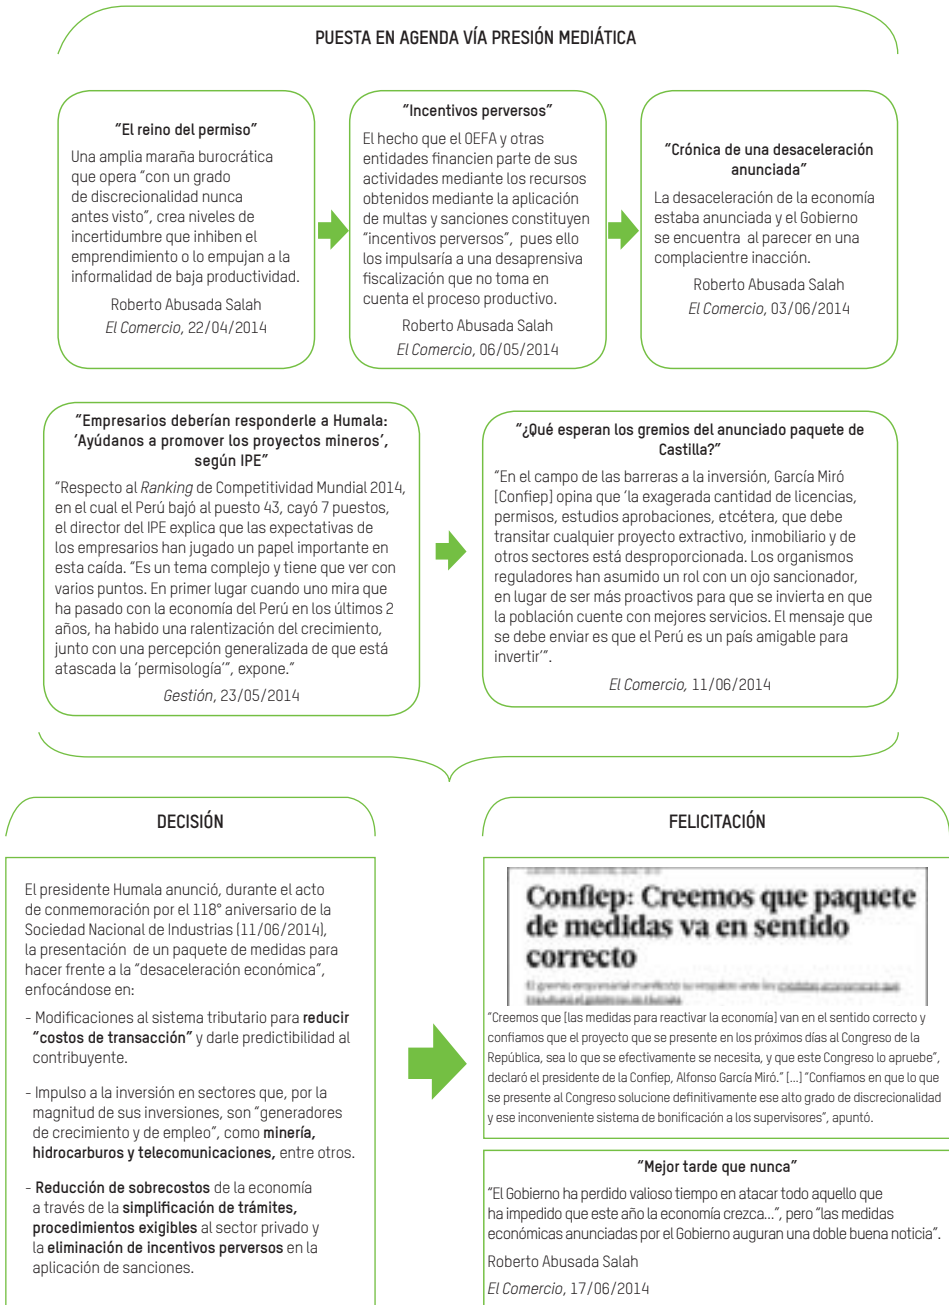 PUESTA EN AGENDA VÍA PRESIÓN MEDIÁTICA
“El reino del permiso”
Una amplia maraña burocrática
que opera “con un grado
de discrecionalidad nunca
antes visto”, crea niveles de
incertidumbre que inhiben el
emprendimiento o lo empujan a la
informalidad de baja productividad.
Roberto Abusada Salah
El Comercio, 22/04/2014
“Incentivos perversos”
El hecho que el OEFA y otras
entidades financien parte de sus
actividades mediante los recursos
obtenidos mediante la aplicación
de multas y sanciones constituyen
“incentivos perversos”, pues ello
los impulsaría a una desaprensiva
fiscalización que no toma en
cuenta el proceso productivo.
Roberto Abusada Salah
El Comercio, 06/05/2014
“Crónica de una desaceleración
anunciada”
La desaceleración de la economía
estaba anunciada y el Gobierno
se encuentra al parecer en una
complacientre inacción.
Roberto Abusada Salah
El Comercio, 03/06/2014
“Empresarios deberían responderle a Humala:
‘Ayúdanos a promover los proyectos mineros’,
según IPE”
“Respecto al Ranking de Competitividad Mundial 2014,
en el cual el Perú bajó al puesto 43, cayó 7 puestos,
el director del IPE explica que las expectativas de
los empresarios han jugado un papel importante en
esta caída. “Es un tema complejo y tiene que ver con
varios puntos. En primer lugar cuando uno mira que
ha pasado con la economía del Perú en los últimos 2
años, ha habido una ralentización del crecimiento,
junto con una percepción generalizada de que está
atascada la ‘permisología’”, expone.”
Gestión, 23/05/2014
“¿Qué esperan los gremios del anunciado paquete de
Castilla?”
“En el campo de las barreras a la inversión, García Miró
[Confiep] opina que ‘la exagerada cantidad de licencias,
permisos, estudios aprobaciones, etcétera, que debe
transitar cualquier proyecto extractivo, inmobiliario y de
otros sectores está desproporcionada. Los organismos
reguladores han asumido un rol con un ojo sancionador,
en lugar de ser más proactivos para que se invierta en que
la población cuente con mejores servicios. El mensaje que
se debe enviar es que el Perú es un país amigable para
invertir’”.
El Comercio, 11/06/2014
DECISIÓN
El presidente Humala anunció, durante el acto
de conmemoración por el 118° aniversario de la
Sociedad Nacional de Industrias (11/06/2014),
la presentación de un paquete de medidas para
hacer frente a la “desaceleración económica”,
enfocándose en:
- Modificaciones al sistema tributario para reducir
“costos de transacción” y darle predictibilidad al
contribuyente.
- Impulso a la inversión en sectores que, por la
magnitud de sus inversiones, son “generadores
de crecimiento y de empleo”, como minería,
hidrocarburos y telecomunicaciones, entre otros.
- Reducción de sobrecostos de la economía
a través de la simplificación de trámites,
procedimientos exigibles al sector privado y
la eliminación de incentivos perversos en la
aplicación de sanciones.
FELICITACIÓN
Confiep: Creemos que paquete
de medidas va en sentido
correcto
El gremio empresarial manifestó su respaldo ante las medidas económicas que
“Creemos que [las medidas para reactivar la economía] van en el sentido correcto y
confiamos que el proyecto que se presente en los próximos días al Congreso de la
República, sea lo que se efectivamente se necesita, y que este Congreso lo apruebe”,
declaró el presidente de la Confiep, Alfonso García Miró.” [...] “Confiamos en que lo que
se presente al Congreso solucione definitivamente ese alto grado de discrecionalidad
y ese inconveniente sistema de bonificación a los supervisores”, apuntó.
“Mejor tarde que nunca”
“El Gobierno ha perdido valioso tiempo en atacar todo aquello que
ha impedido que este año la economía crezca...”, pero “las medidas
económicas anunciadas por el Gobierno auguran una doble buena noticia”.
Roberto Abusada Salah
El Comercio, 17/06/2014